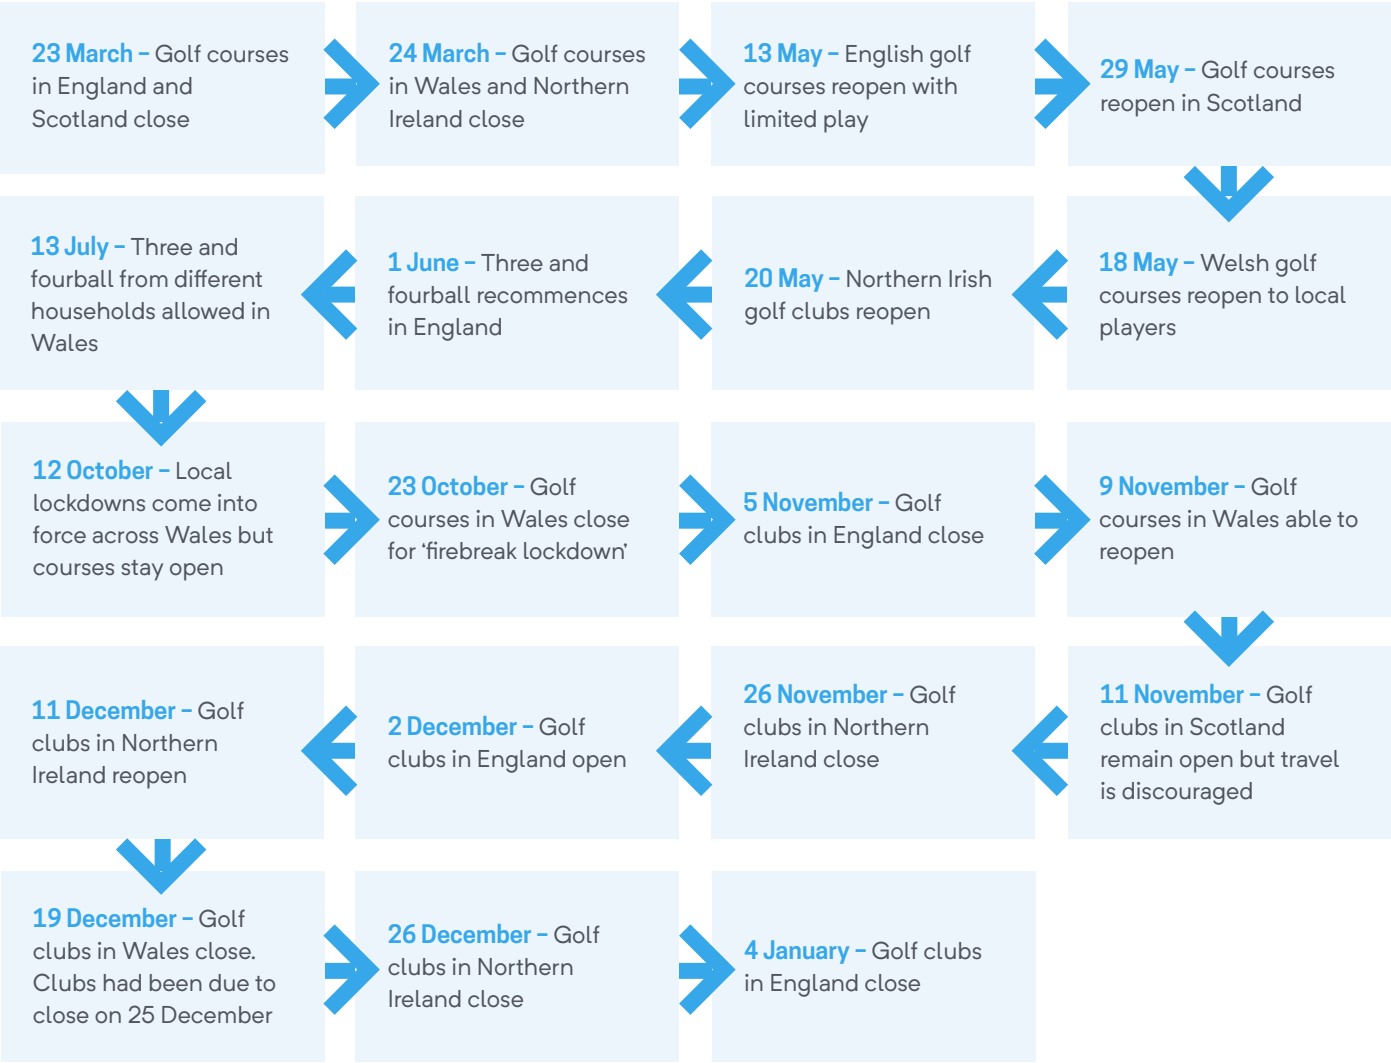 23 March – Golf courses
in England and
Scotland close
24 March – Golf courses
in Wales and Northern
Ireland close
13 May – English golf
courses reopen with
limited play
29 May – Golf courses
reopen in Scotland
18 May – Welsh golf
courses reopen to local
players
20 May – Northern Irish
golf clubs reopen
1 June – Three and
fourball recommences
in England
13 July – Three and
fourball from different
households allowed in
Wales
12 October – Local
lockdowns come into
force across Wales but
courses stay open
23 October – Golf
courses in Wales close
for ‘firebreak lockdown’
5 November – Golf
clubs in England close
9 November – Golf
courses in Wales able to
reopen
11 November – Golf
clubs in Scotland
remain open but travel
is discouraged
26 November – Golf
clubs in Northern
Ireland close
2 December – Golf
clubs in England open
11 December – Golf
clubs in Northern
Ireland reopen
19 December – Golf
clubs in Wales close.
Clubs had been due to
close on 25 December
26 December – Golf
clubs in Northern
Ireland close
4 January – Golf clubs
in England close